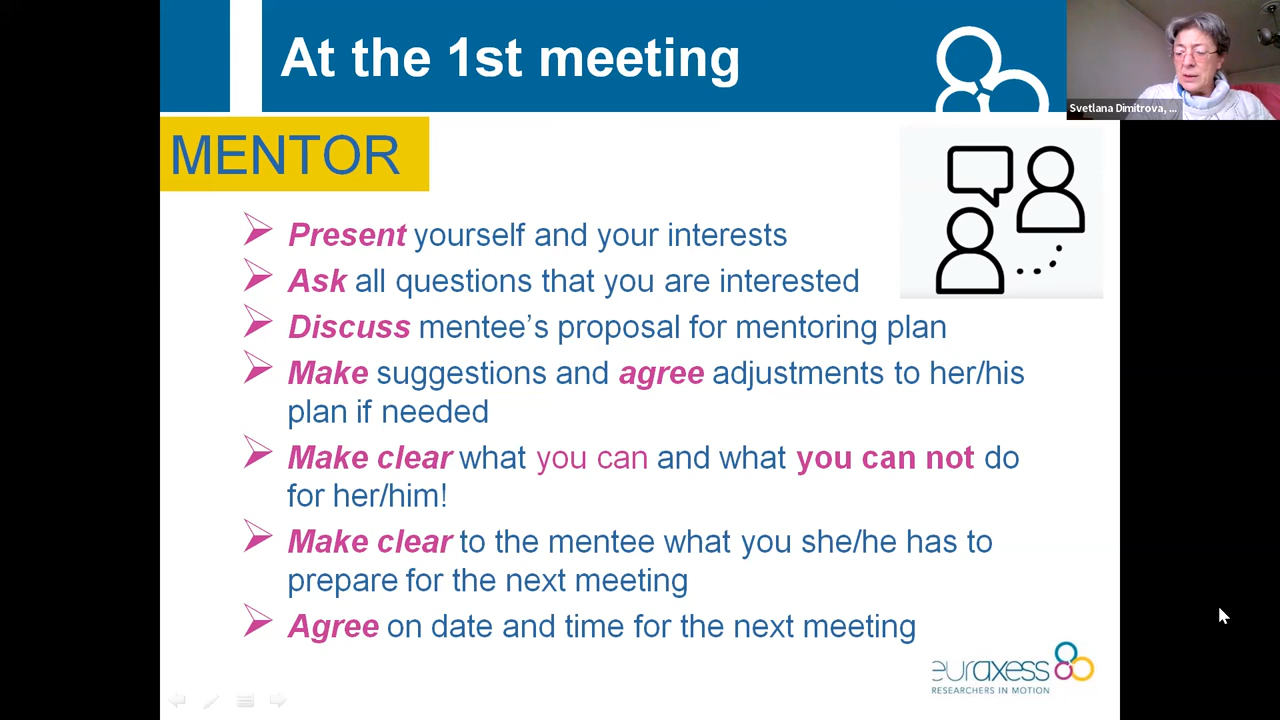 At the 1st meeting
Svetlana Dimitrova, ...
MENTOR
Present yourself and your interests
Ask all questions that you are interested
Discuss mentee’s proposal for mentoring plan
Make suggestions and agree adjustments to her/his
plan if needed
Make clear what you can and what you can not do
for her/him!
Make clear to the mentee what you she/he has to
prepare for the next meeting
Agree on date and time for the next meeting
euraxess
RESEARCHERS IN MOTION